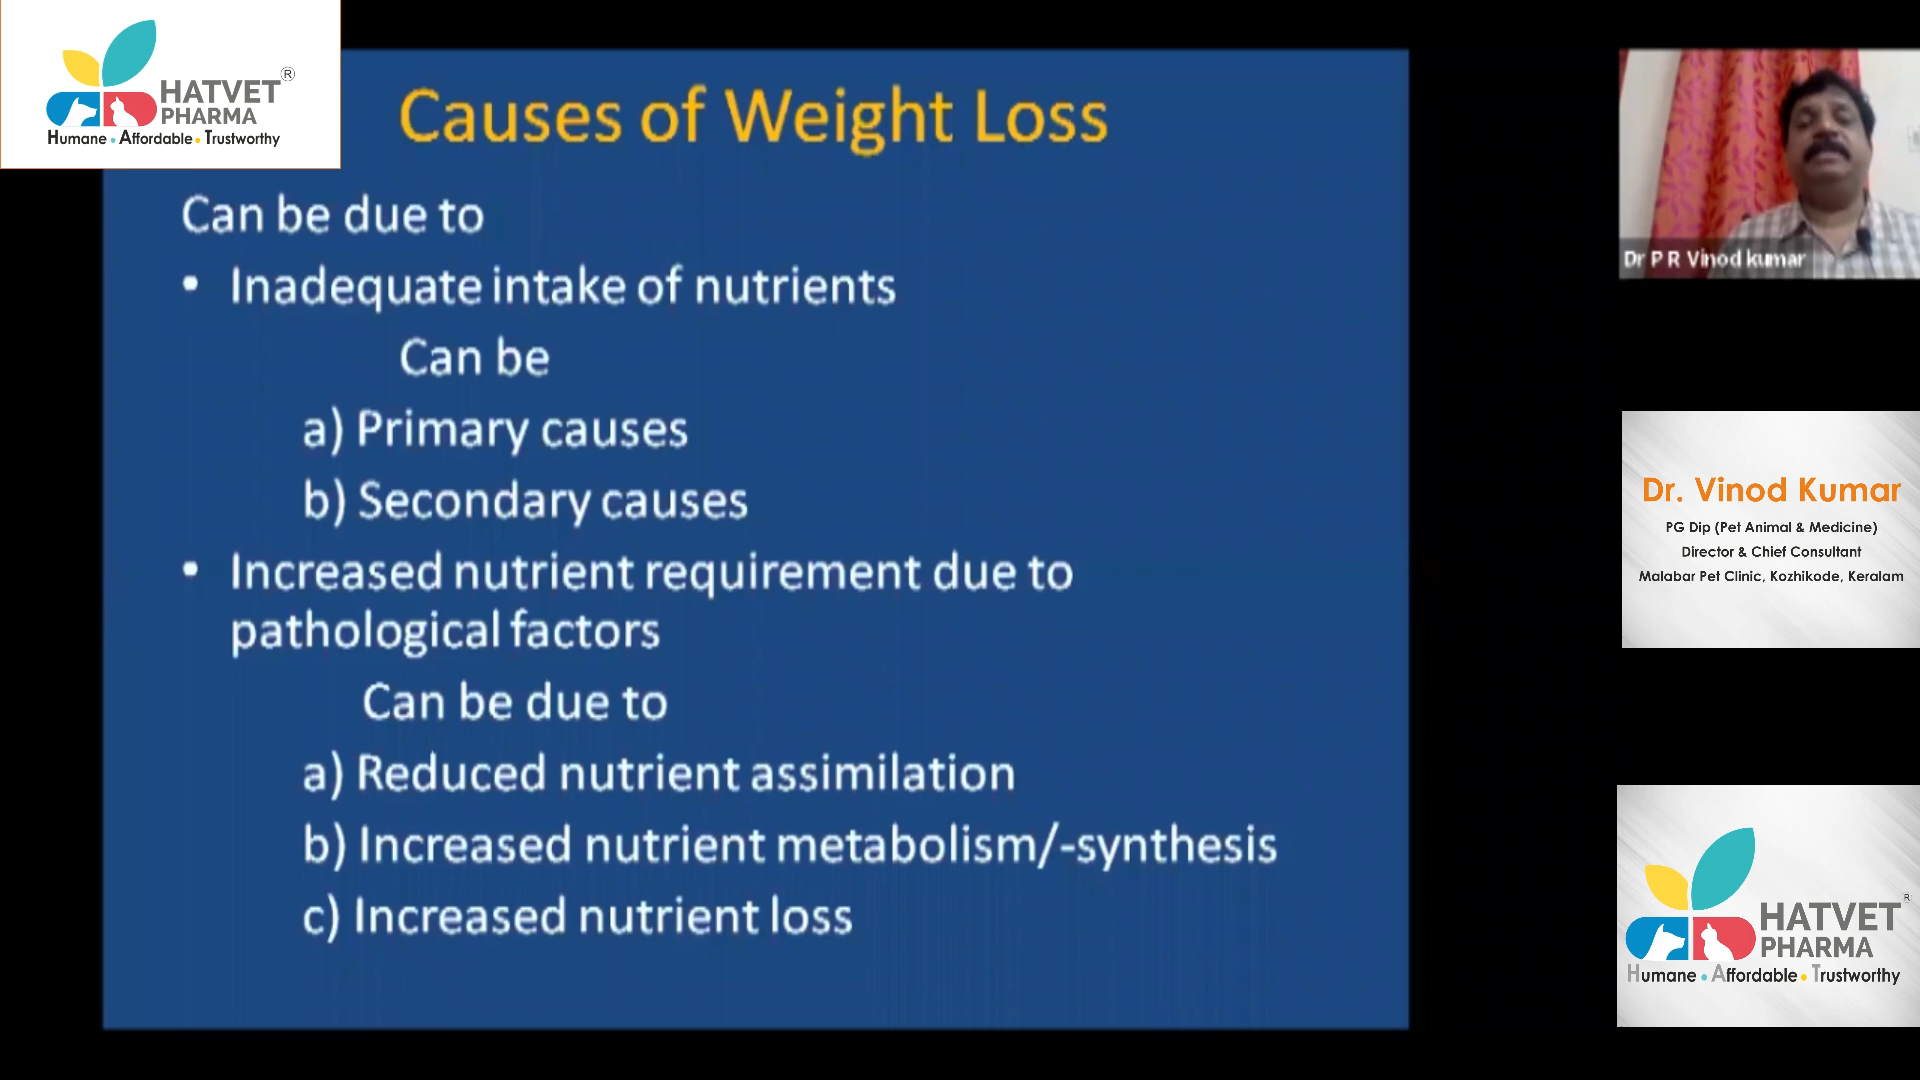 HATVET®
PHARMA
Humane • Affordable • Trustworthy
Causes of Weight Loss
Can be due to
• Inadequate intake of nutrients
Can be
a) Primary causes
b) Secondary causes
• Increased nutrient requirement due to
pathological factors
Can be due to
a) Reduced nutrient assimilation
b) Increased nutrient metabolism/-synthesis
c) Increased nutrient loss
Dr P R Vinod kumar
Dr. Vinod Kumar
PG Dip (Pet Animal & Medicine)
Director & Chief Consultant
Malabar Pet Clinic, Kozhikode, Keralam
HATVET®
PHARMA
Humane • Affordable • Trustworthy